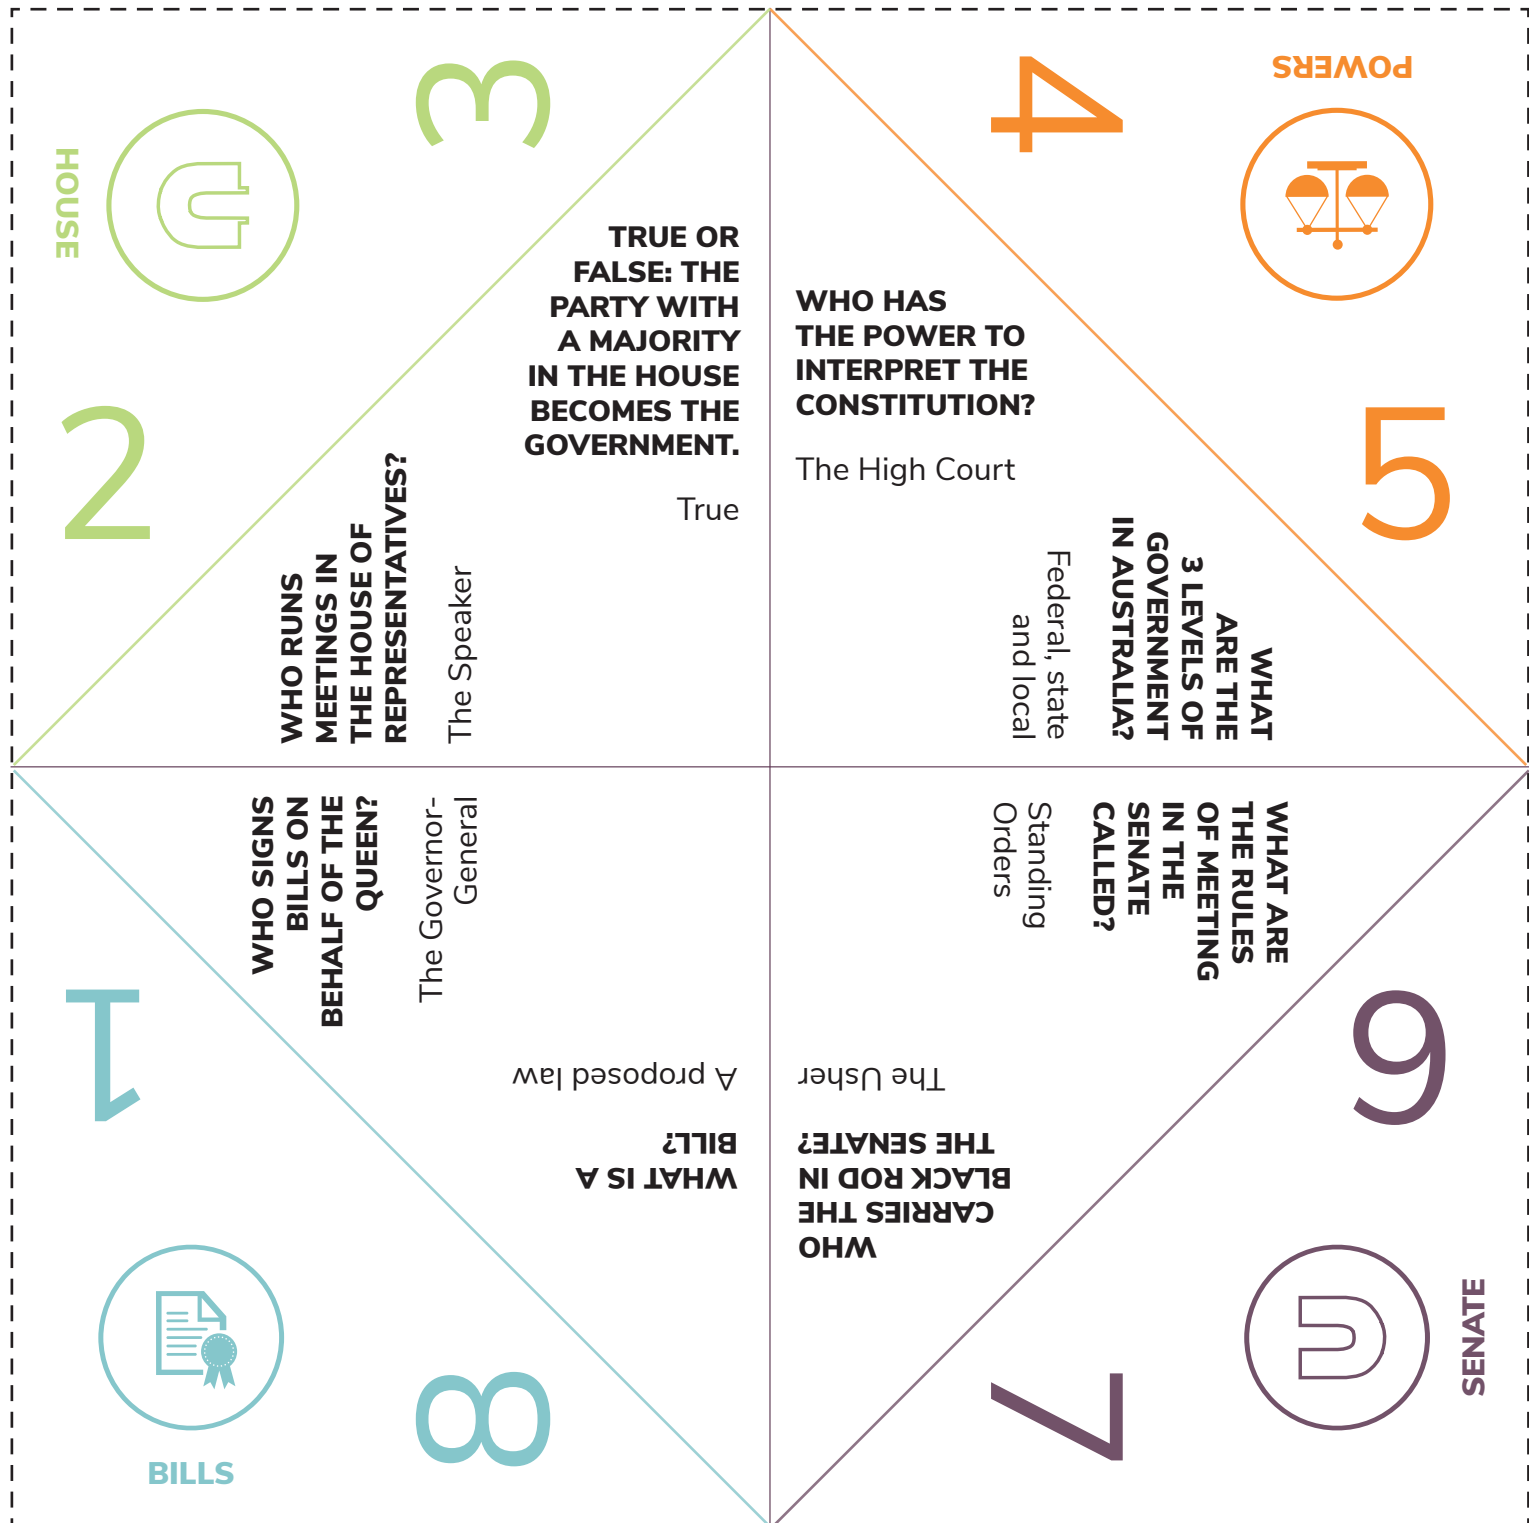 HOUSE
2
3
WHO RUNS
MEETINGS IN
THE HOUSE OF
REPRESENTATIVES?
The Speaker
TRUE OR
FALSE: THE
PARTY WITH
A MAJORITY
IN THE HOUSE
BECOMES THE
GOVERNMENT.
True
4
POWERS
5
WHO HAS
THE POWER TO
INTERPRET THE
CONSTITUTION?
The High Court
WHAT
ARE THE
3 LEVELS OF
GOVERNMENT
IN AUSTRALIA?
Federal, state
and local
WHAT ARE
THE RULES
OF MEETING
IN THE
SENATE
CALLED?
Standing
Orders
6
WHO
CARRIES THE
BLACK ROD IN
THE SENATE?
The Usher
7
SENATE
WHO SIGNS
BILLS ON
BEHALF OF THE
QUEEN?
The Governor-
General
1
WHAT IS A
BILL?
A proposed law
8
BILLS